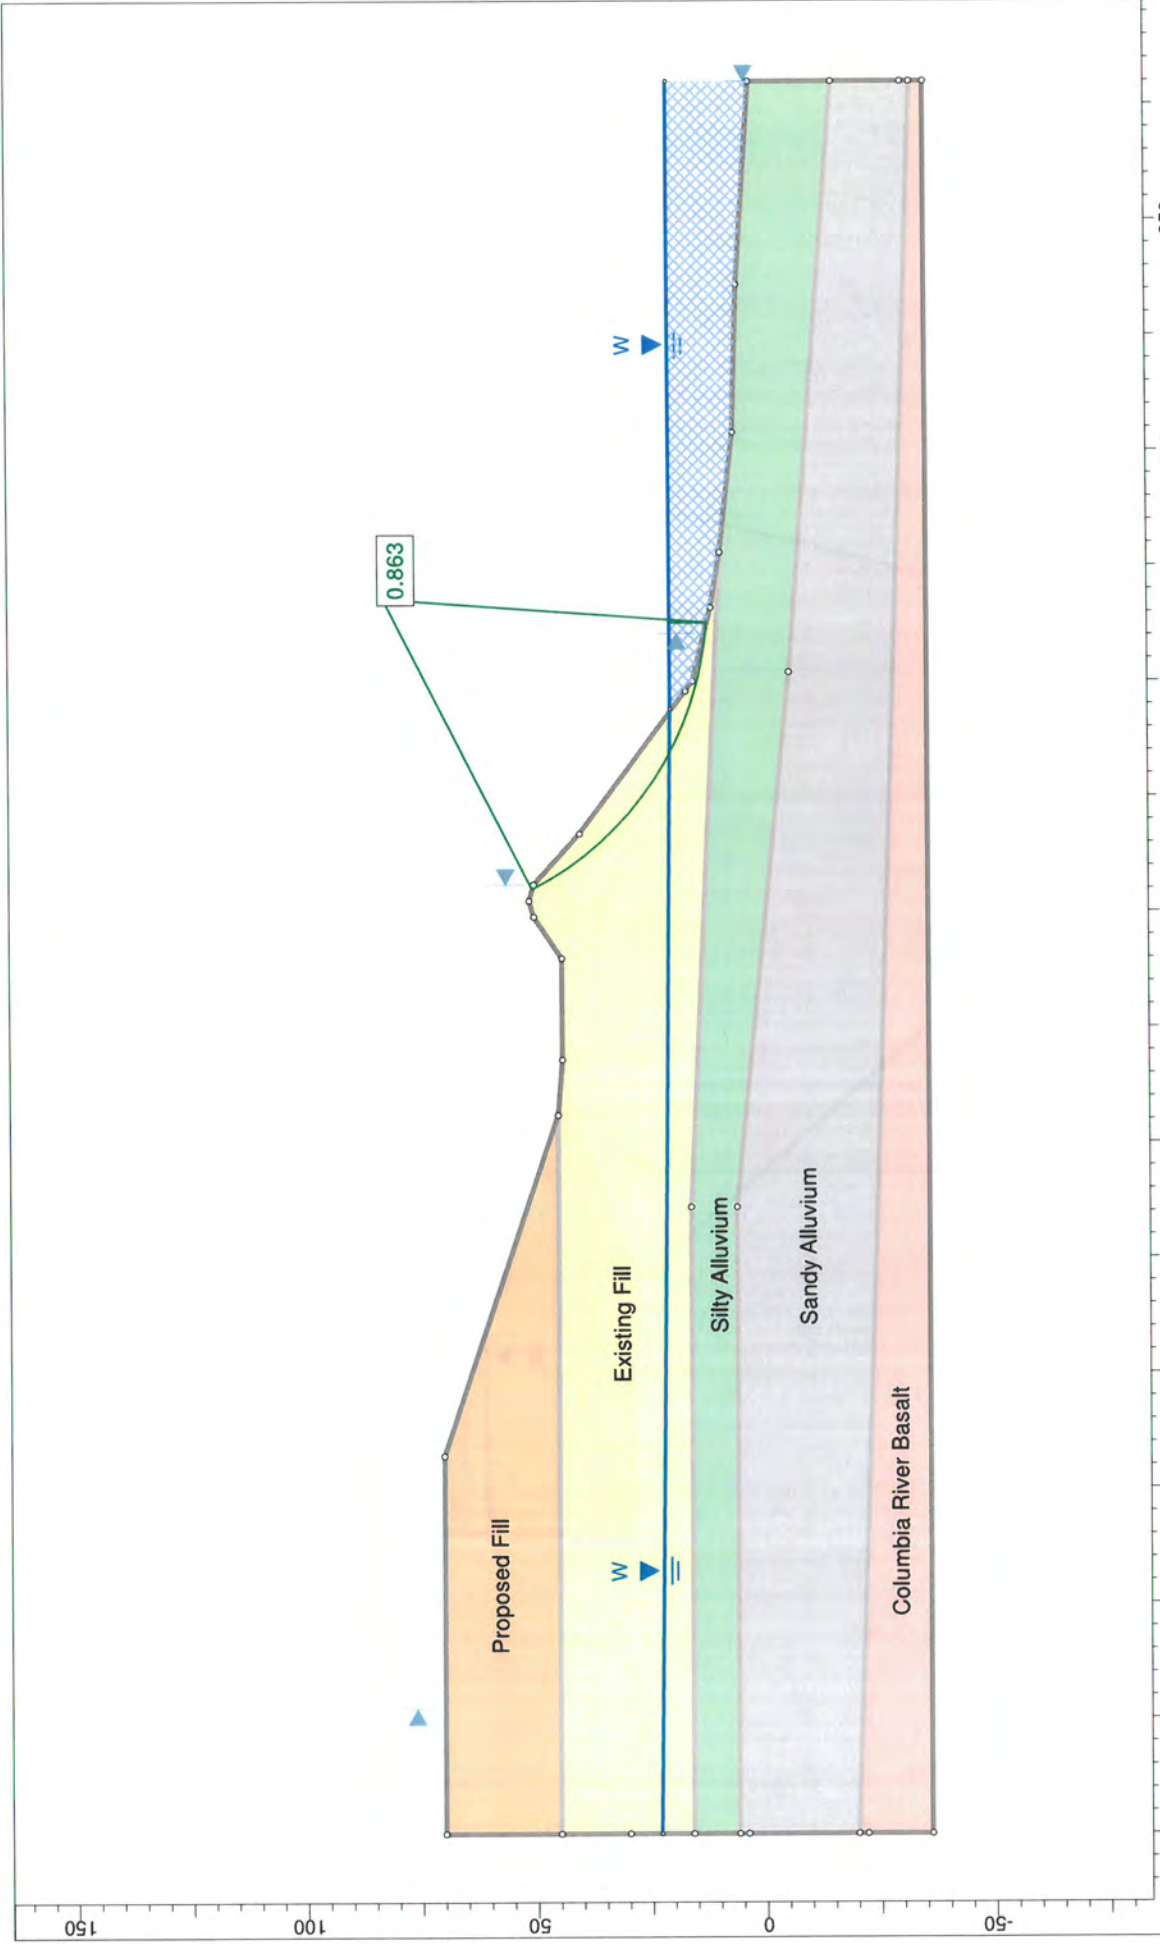 0.863
W
W
Proposed Fill
Existing Fill
Silty Alluvium
Sandy Alluvium
Columbia River Basalt
150
100
50
0
-50